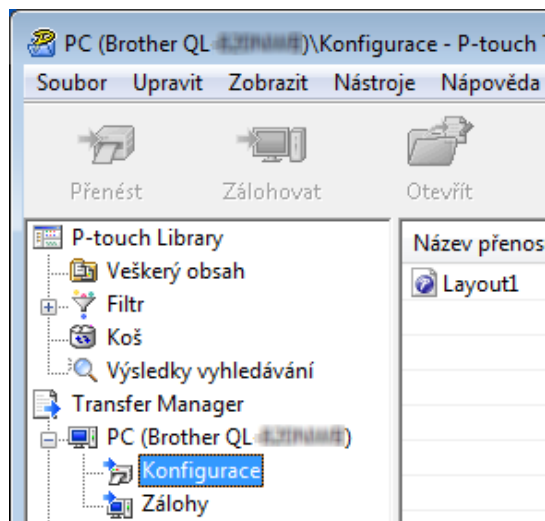 PC (Brother QL )\Konfigurace - P-touch
Soubor Upravit Zobrazit Nástroje Nápověda
Přenést Zálohovat Otevřít
P-touch Library
Název přenos
Veškerý obsah
Layout1
Filtr
Koš
Výsledky vyhledávání
Transfer Manager
PC (Brother QL )
Konfigurace
Zálohy